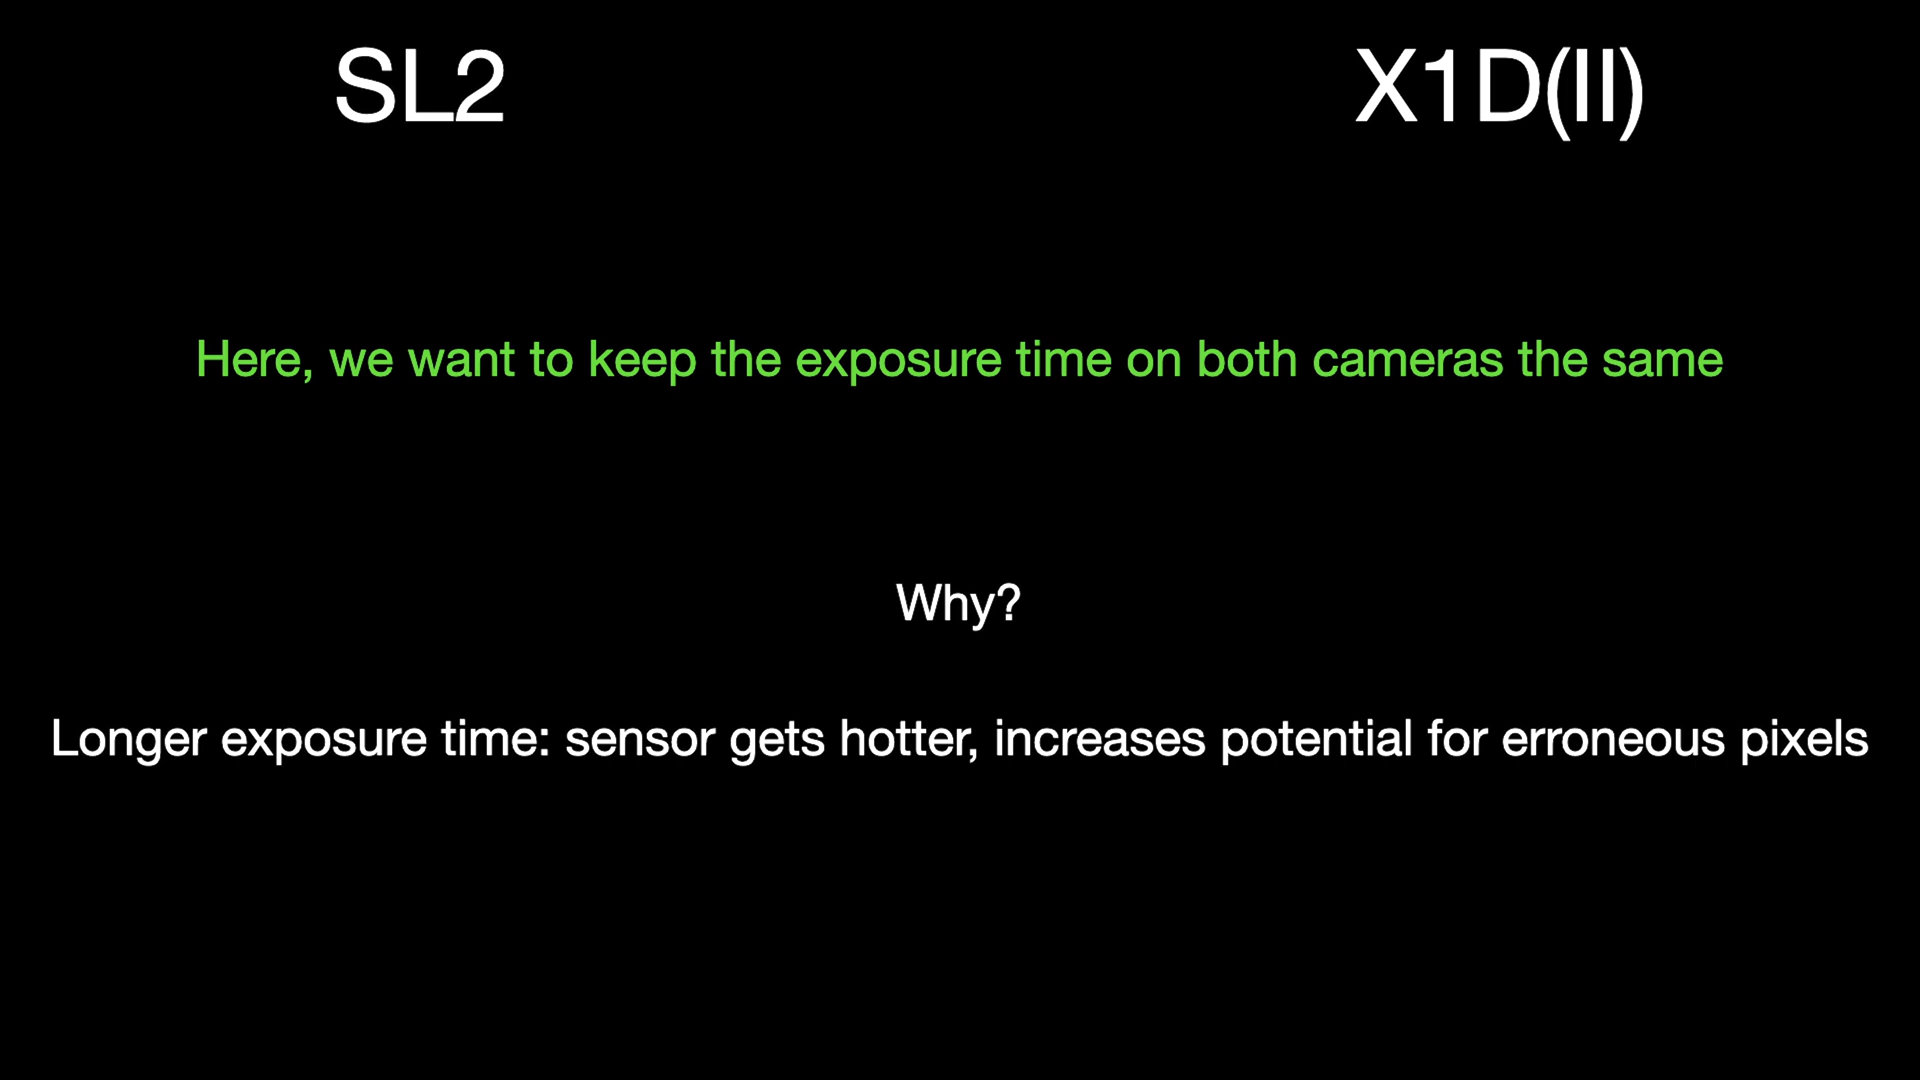 SL2
X1D(II)
Here, we want to keep the exposure time on both cameras the same
Why?
Longer exposure time: sensor gets hotter, increases potential for erroneous pixels